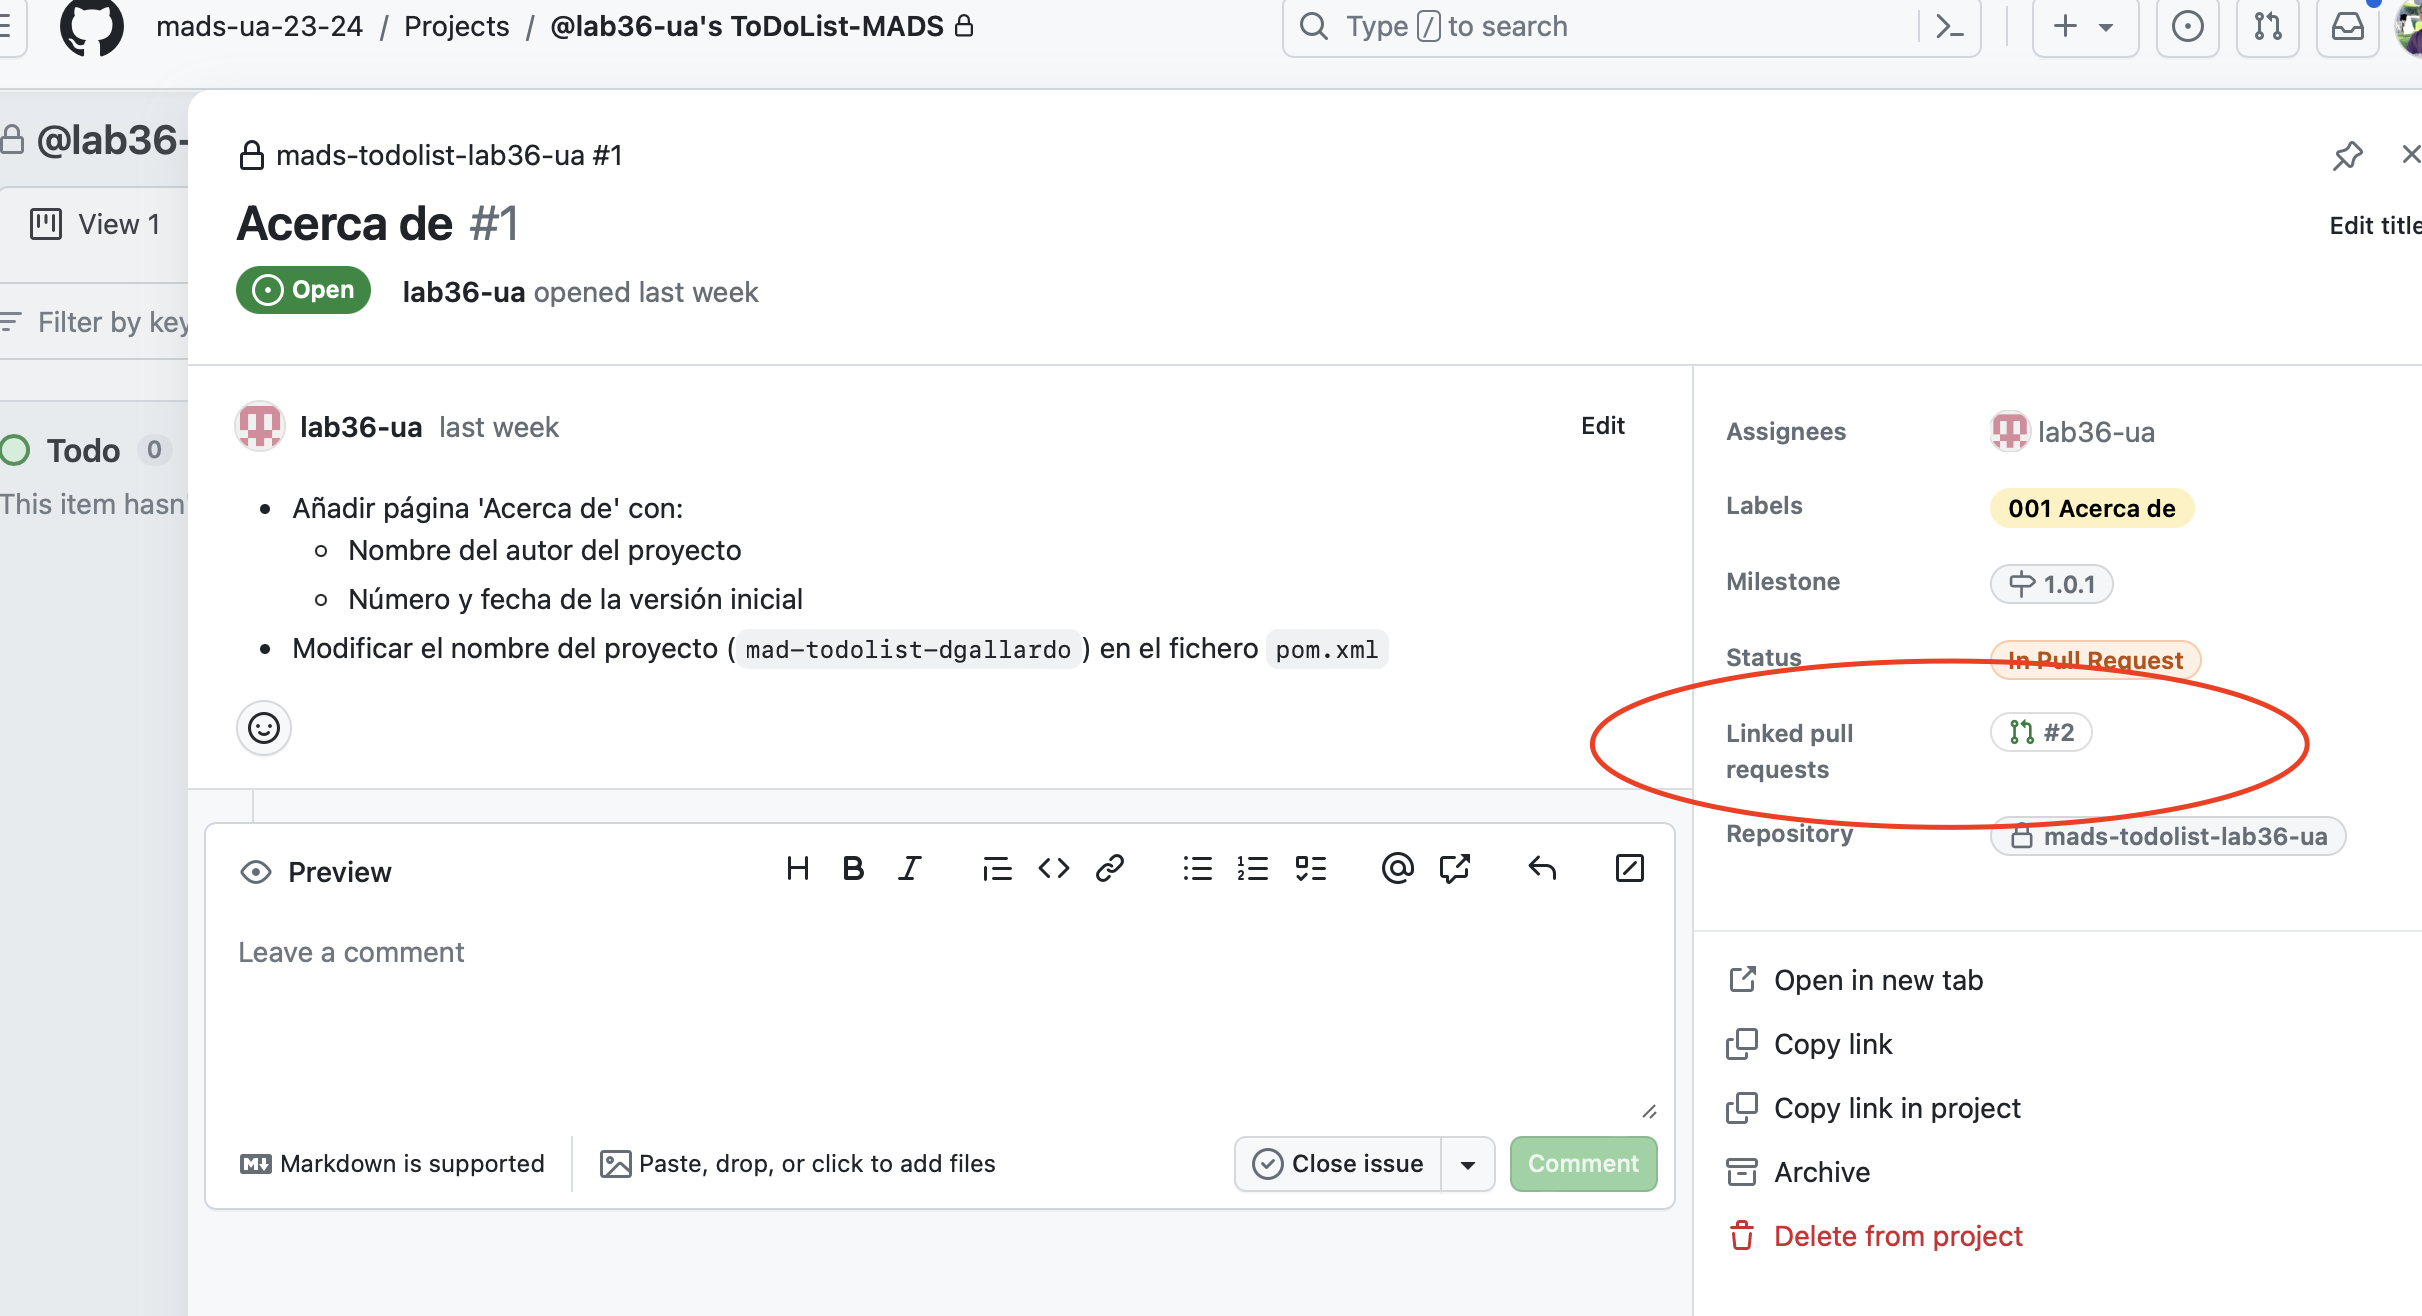 mads-ua-23-24 / Projects / @lab36-ua's ToDoList-MADS
Type / to search
@lab36-
View 1
Filter by key
Todo 0
This item hasn'
mads-todolist-lab36-ua #1
Acerca de #1
Edit title
Open
lab36-ua opened last week
lab36-ua last week
Edit
Añadir página 'Acerca de' con:
Nombre del autor del proyecto
Número y fecha de la versión inicial
Modificar el nombre del proyecto (mad-todolist-dgallardo) en el fichero pom.xml
Preview
Leave a comment
Markdown is supported
Paste, drop, or click to add files
Close issue
Comment
Assignees
lab36-ua
Labels
001 Acerca de
Milestone
1.0.1
Status
In Pull Request
Linked pull
requests
#2
Repository
mads-todolist-lab36-ua
Open in new tab
Copy link
Copy link in project
Archive
Delete from project